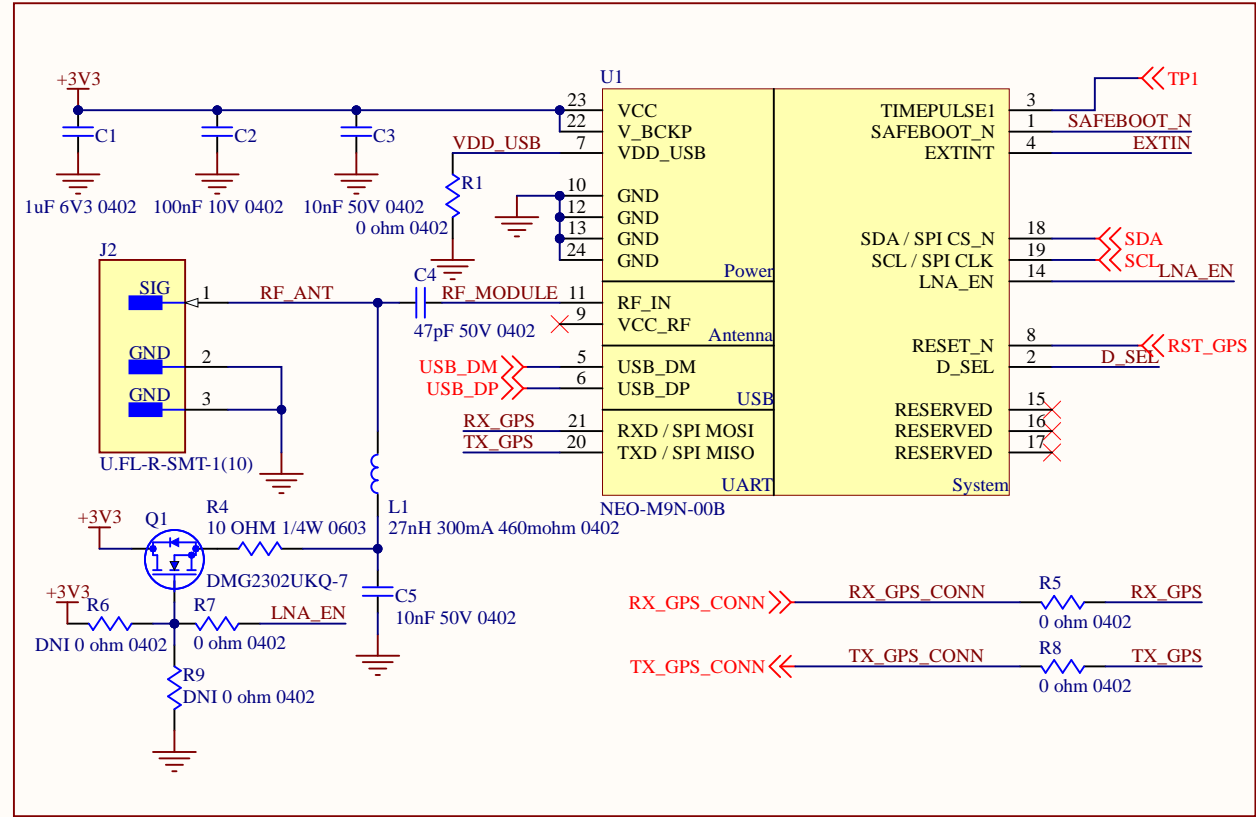 U1
+3V3
C1
C2
C3
1uF 6V3 0402
100nF 10V 0402
10nF 50V 0402
VDD_USB
R1
0 ohm 0402
23 VCC
22 V_BCKP
7 VDD_USB
10 GND
12 GND
13 GND
24 GND
Power
11 RF_IN
9 VCC_RF
Antenna
5 USB_DM
6 USB_DP
USB
21 RXD / SPI MOSI
20 TXD / SPI MISO
UART
TIMEPULSE1 3 TP1
SAFEBOOT_N 1 SAFEBOOT_N
EXTINT 4 EXTIN
SDA / SPI CS_N 18 SDA
SCL / SPI CLK 19 SCL
LNA_EN 14 LNA_EN
RESET_N 8 RST_GPS
D_SEL 2 D_SEL
RESERVED 15
RESERVED 16
RESERVED 17
System
NEO-M9N-00B
J2
SIG 1
GND 2
GND 3
U.FL-R-SMT-1(10)
RF_ANT
C4
RF_MODULE
47pF 50V 0402
USB_DM
USB_DP
RX_GPS
TX_GPS
L1
27nH 300mA 460mohm 0402
+3V3
Q1
R4
10 OHM 1/4W 0603
DMG2302UKQ-7
C5
10nF 50V 0402
+3V3
R6
DNI 0 ohm 0402
R7
0 ohm 0402
LNA_EN
R9
DNI 0 ohm 0402
RX_GPS_CONN RX_GPS_CONN R5 RX_GPS
0 ohm 0402
TX_GPS_CONN TX_GPS_CONN R8 TX_GPS
0 ohm 0402